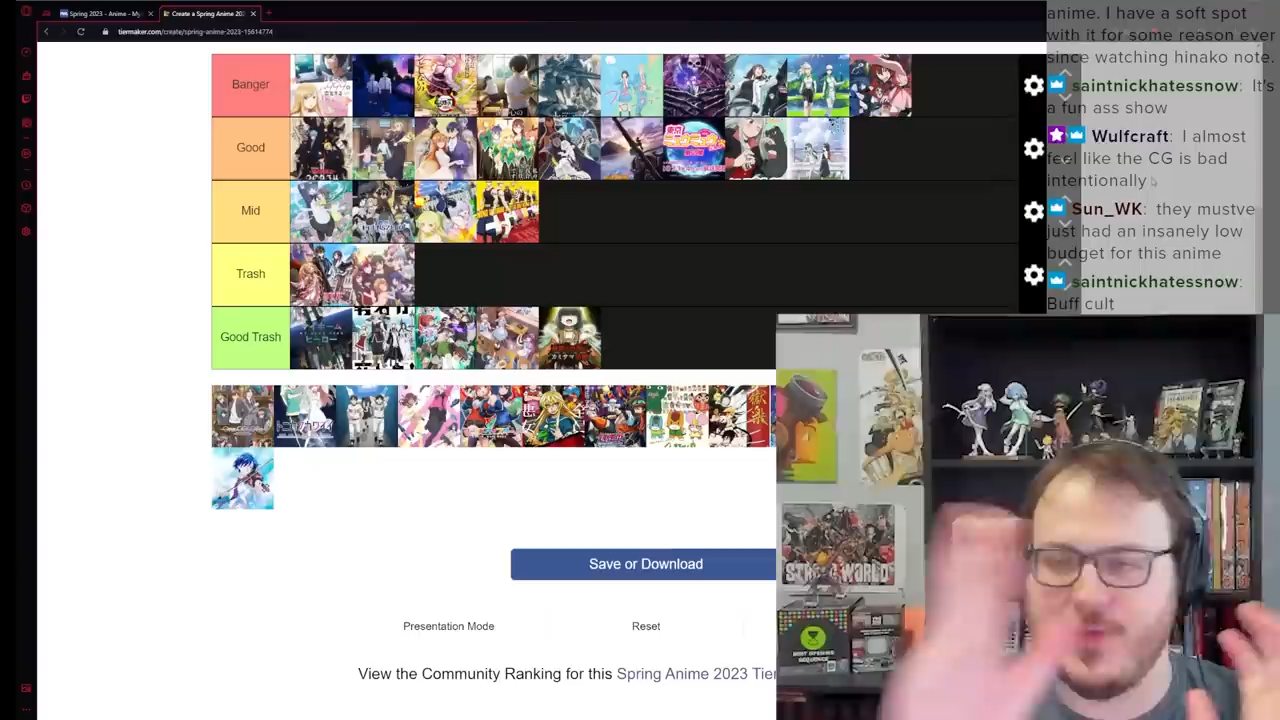 Spring 2023 - Anime - My
Create a Spring Anime 202
tiermaker.com/create/spring-anime-2023-15614774
Banger
Good
Mid
Trash
Good Trash
Save or Download
Presentation Mode
Reset
View the Community Ranking for this Spring Anime 2023 Tier
anime. I have a soft spot
with it for some reason ever
since watching hinako note.
saintnickhatessnow: It's
a fun ass show
Wurrcraft: I almost
feel like the CG is bad
intentionally
Sun_WK: they mustve
just had an insanely low
budget for this anime
saintnickhatessnow:
Buff cult